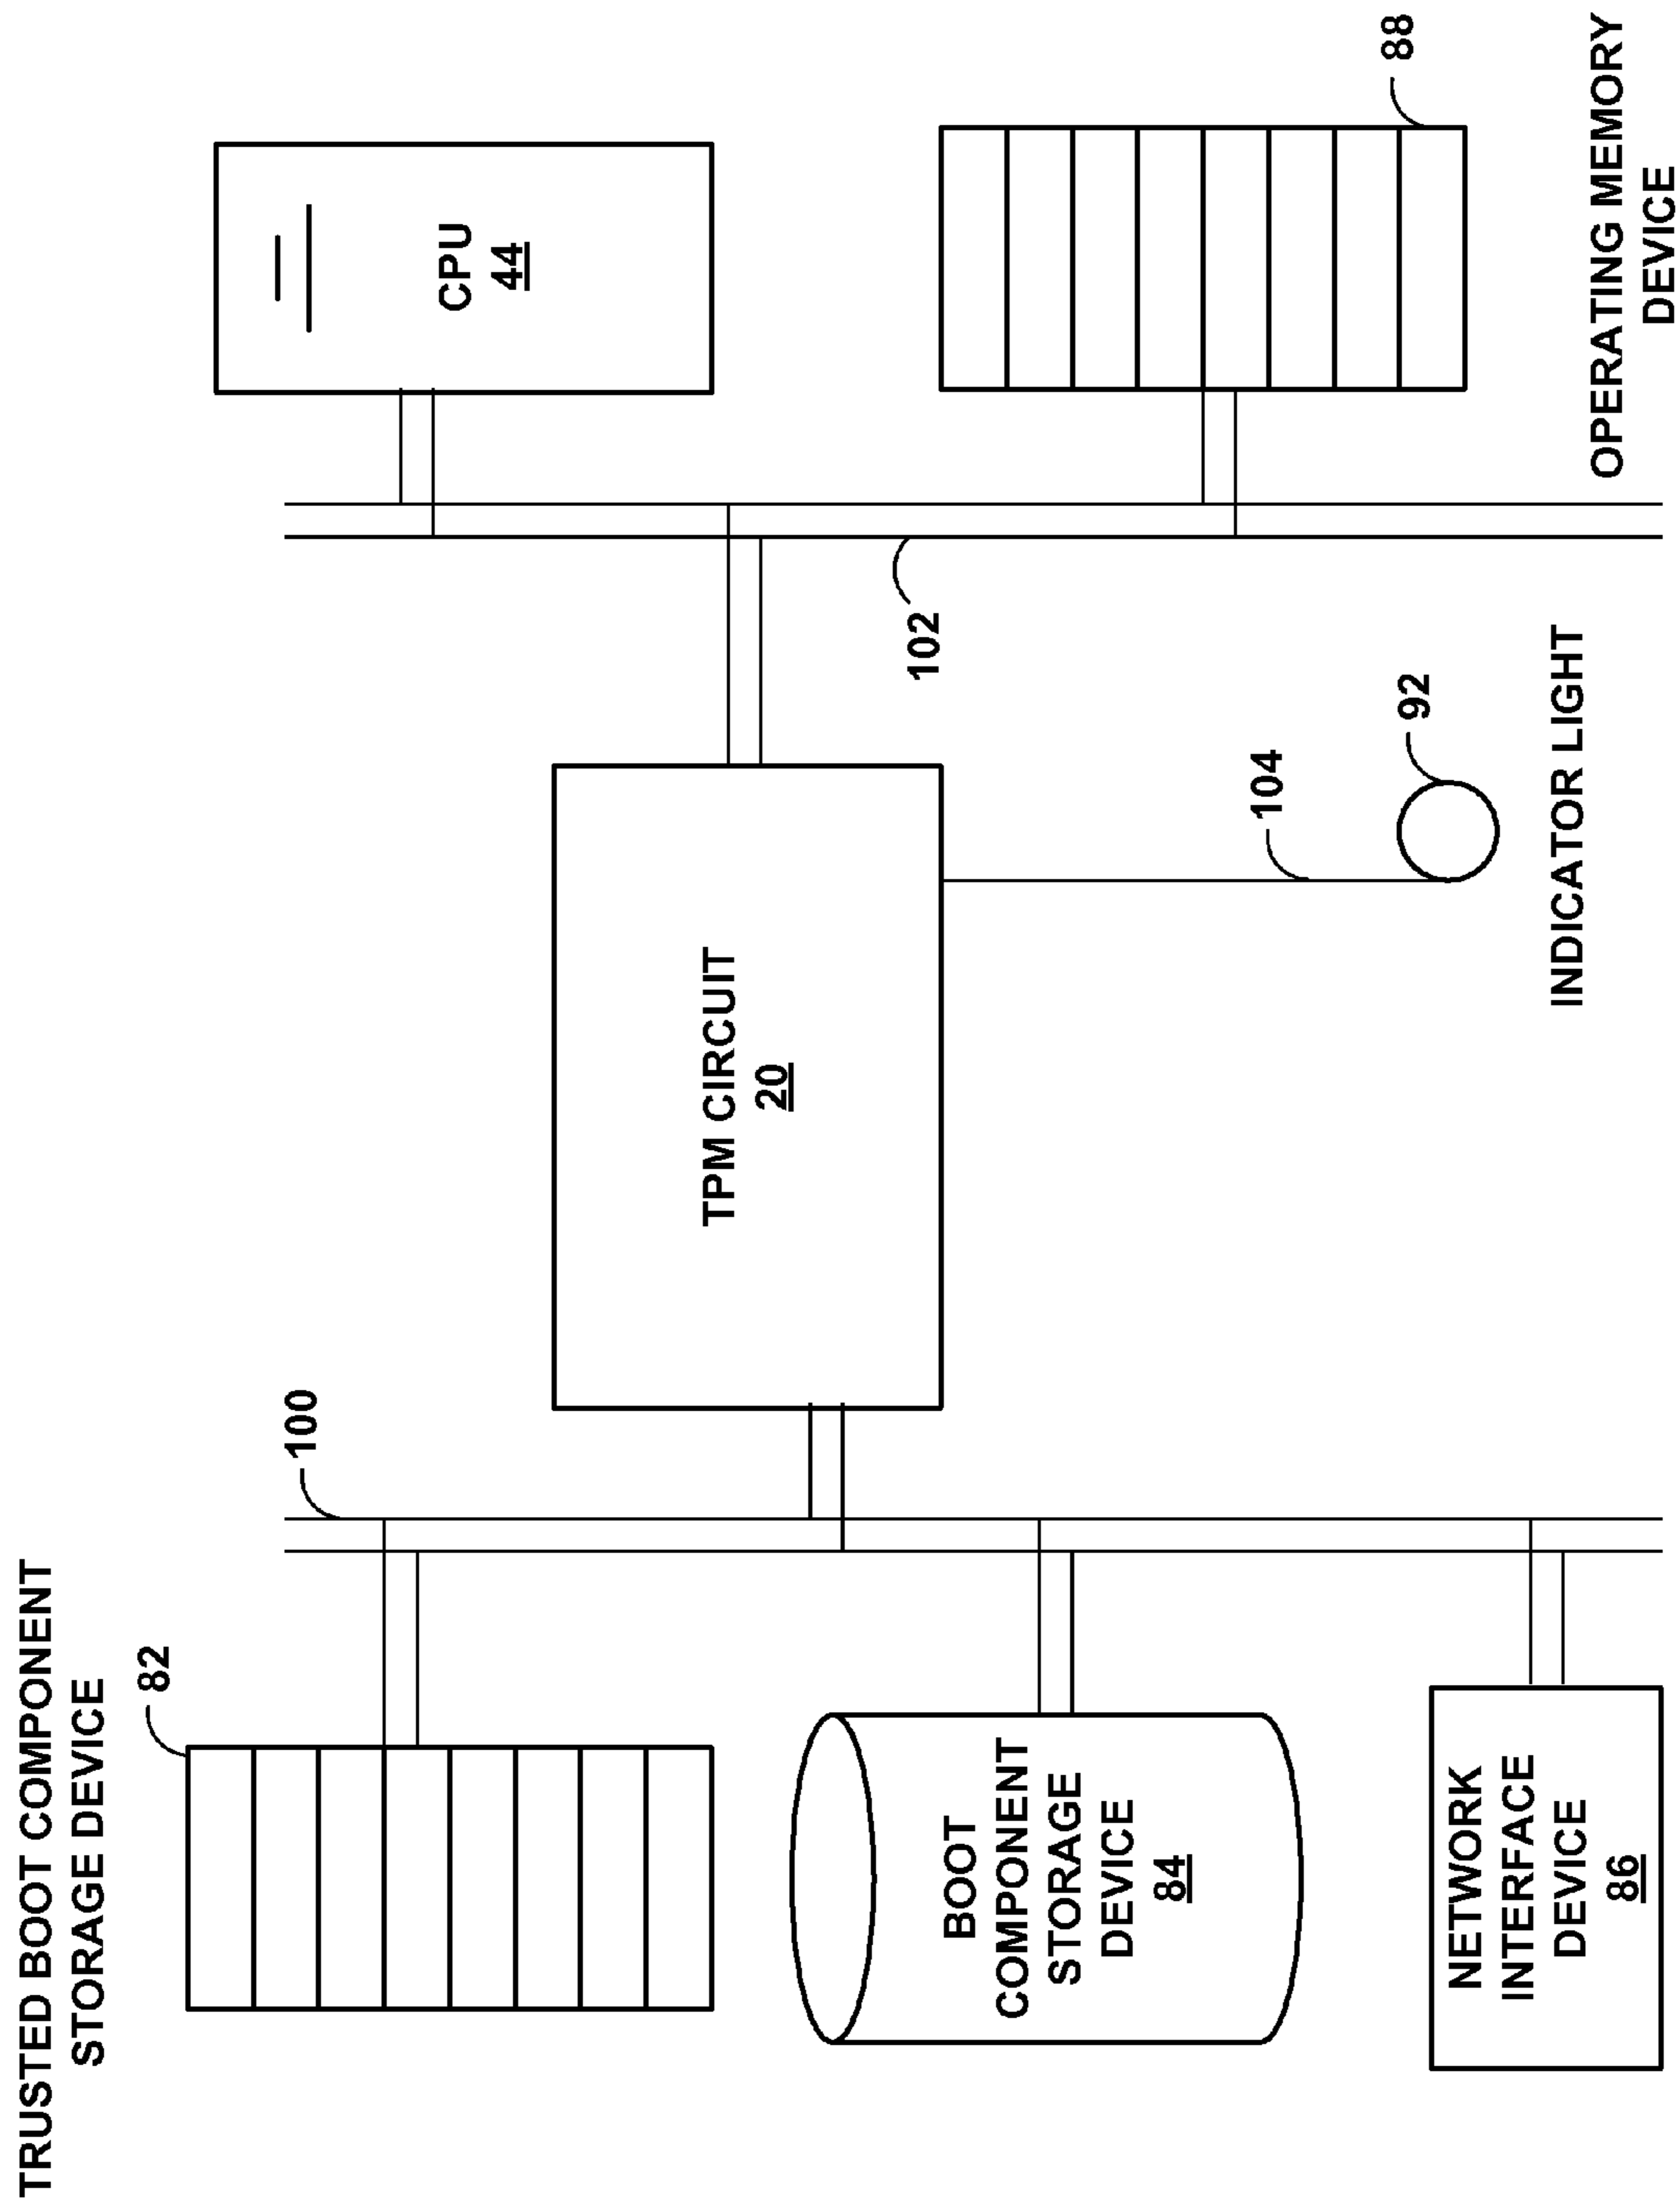 TRUSTED BOOT COMPONENT
STORAGE DEVICE
82
BOOT
COMPONENT
STORAGE
DEVICE
84
NETWORK
INTERFACE
DEVICE
86
100
TPM CIRCUIT
20
104
92
INDICATOR LIGHT
102
CPU
44
88
OPERATING MEMORY
DEVICE